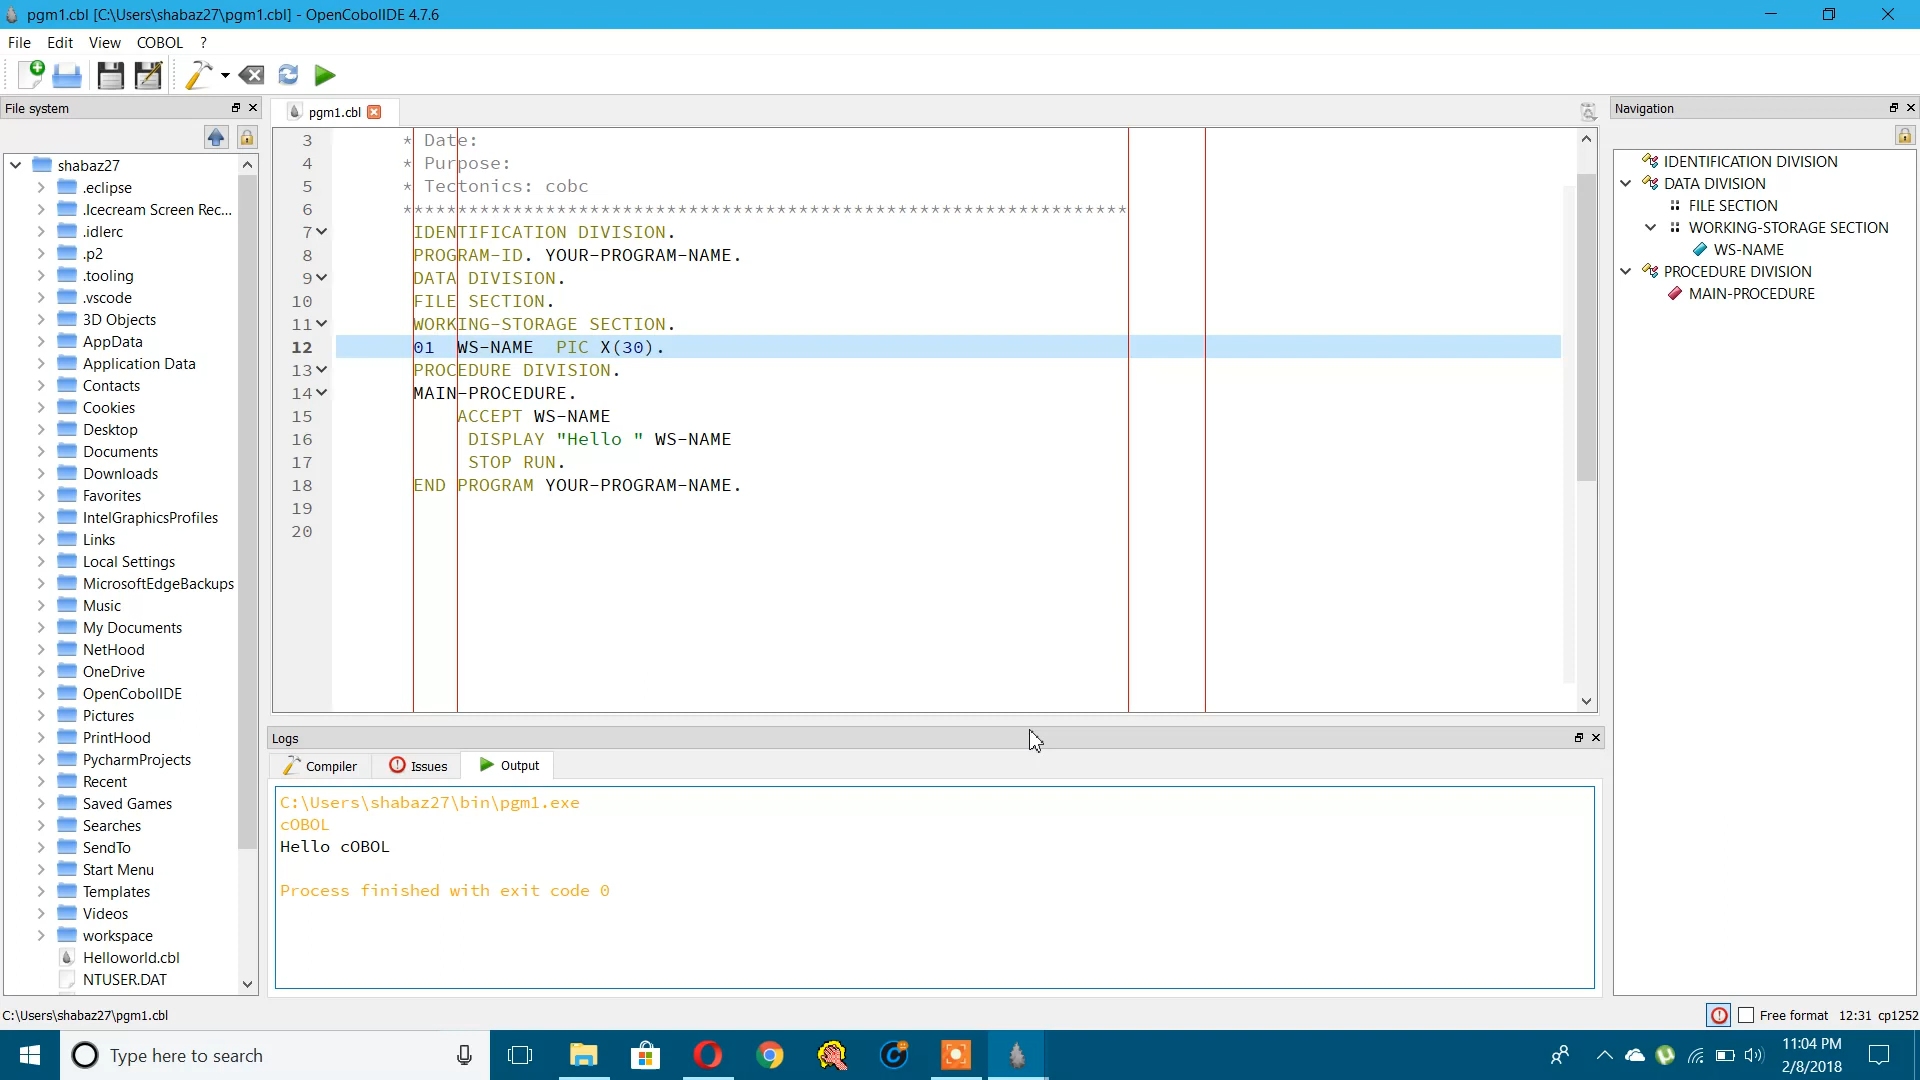 pgm1.cbl [C:\Users\shabaz27\pgm1.cbl] - OpenCobolIDE 4.7.6
File Edit View COBOL ?
File system
shabaz27
.eclipse
.Icecream Screen Rec...
.idlerc
.p2
.tooling
.vscode
3D Objects
AppData
Application Data
Contacts
Cookies
Desktop
Documents
Downloads
Favorites
IntelGraphicsProfiles
Links
Local Settings
MicrosoftEdgeBackups
Music
My Documents
NetHood
OneDrive
OpenCobolIDE
Pictures
PrintHood
PycharmProjects
Recent
Saved Games
Searches
SendTo
Start Menu
Templates
Videos
workspace
Helloworld.cbl
NTUSER.DAT
pgm1.cbl
3 * Date:
4 * Purpose:
5 * Tectonics: cobc
6 ******************************************************************
7 IDENTIFICATION DIVISION.
8 PROGRAM-ID. YOUR-PROGRAM-NAME.
9 DATA DIVISION.
10 FILE SECTION.
11 WORKING-STORAGE SECTION.
12 01 WS-NAME PIC X(30).
13 PROCEDURE DIVISION.
14 MAIN-PROCEDURE.
15 ACCEPT WS-NAME
16 DISPLAY "Hello " WS-NAME
17 STOP RUN.
18 END PROGRAM YOUR-PROGRAM-NAME.
19
20
Navigation
IDENTIFICATION DIVISION
DATA DIVISION
FILE SECTION
WORKING-STORAGE SECTION
WS-NAME
PROCEDURE DIVISION
MAIN-PROCEDURE
Logs
Compiler Issues Output
C:\Users\shabaz27\bin\pgm1.exe
cOBOL
Hello cOBOL
Process finished with exit code 0
C:\Users\shabaz27\pgm1.cbl
Free format 12:31 cp1252
Type here to search
11:04 PM
2/8/2018